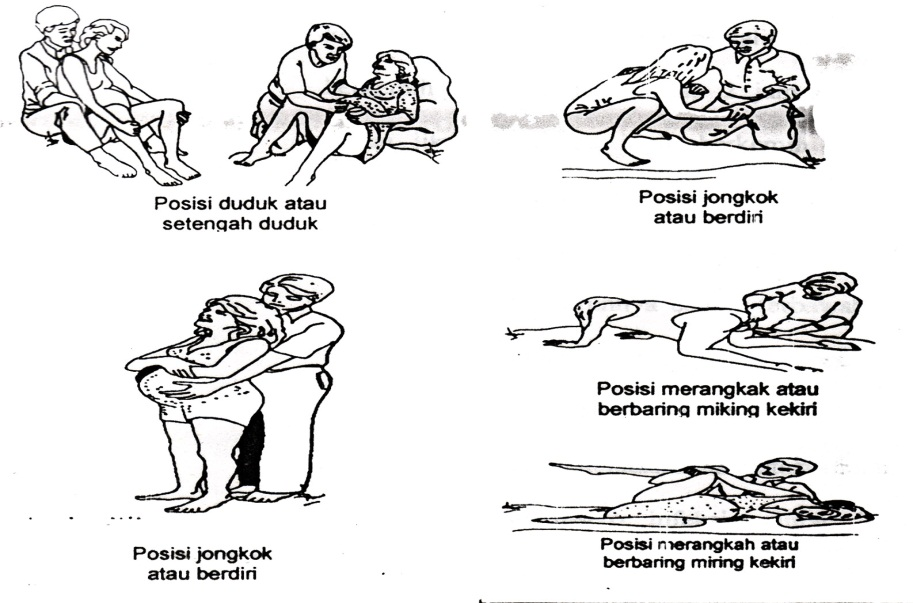 Posisi duduk atau
setengah duduk
Posisi jongkok
atau berdiri
Posisi merangkak atau
berbaring miking kekiri
Posisi jongkok
atau berdiri
Posisi merangkah atau
berbaring miring kekiri